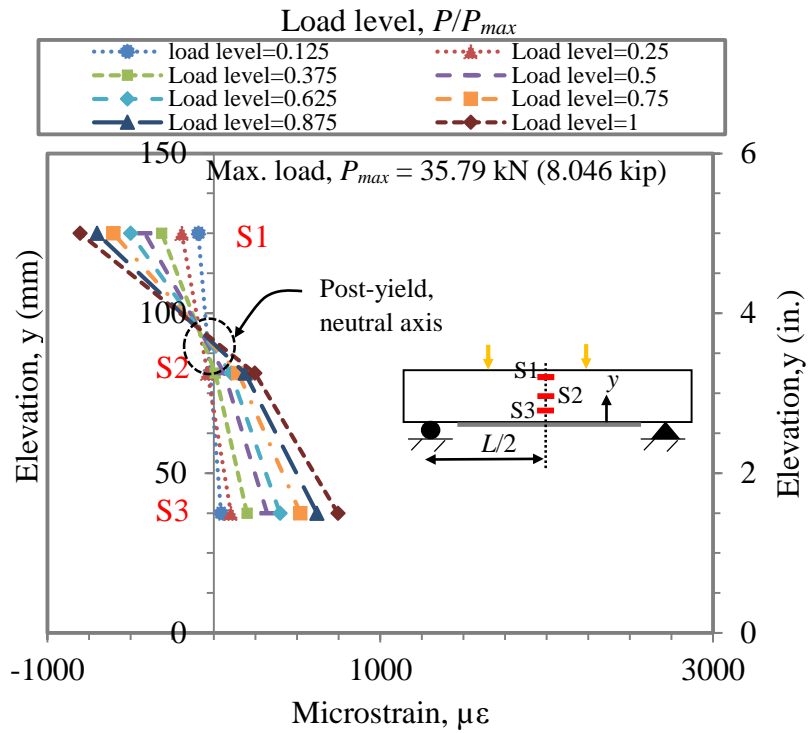 Load level, P/Pmax
load level=0.125
Load level=0.25
Load level=0.375
Load level=0.5
Load level=0.625
Load level=0.75
Load level=0.875
Load level=1
150
6
Max. load, Pmax = 35.79 kN (8.046 kip)
S1
Post-yield,
neutral axis
100
4
S2
S1
y
S2
S3
L/2
50
2
S3
0
0
-1000
1000
3000
Elevation, y (mm)
Elevation,y (in.)
Microstrain, µε